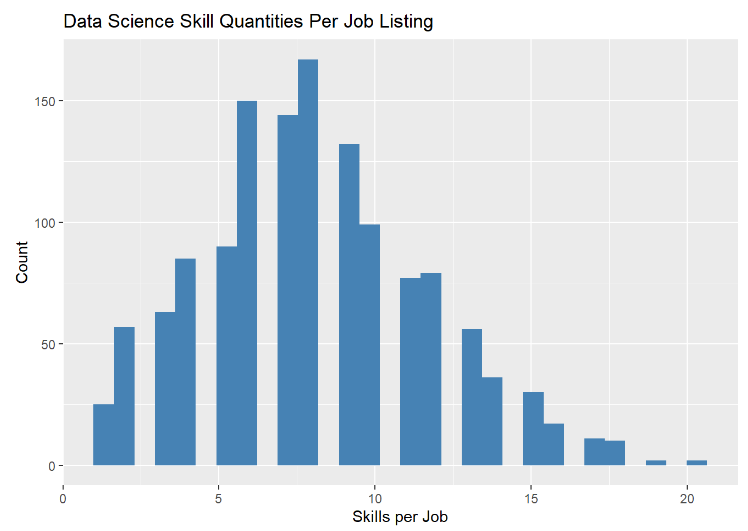 Data Science Skill Quantities Per Job Listing
Count
150
100
50
0
0 5 10 15 20
Skills per Job